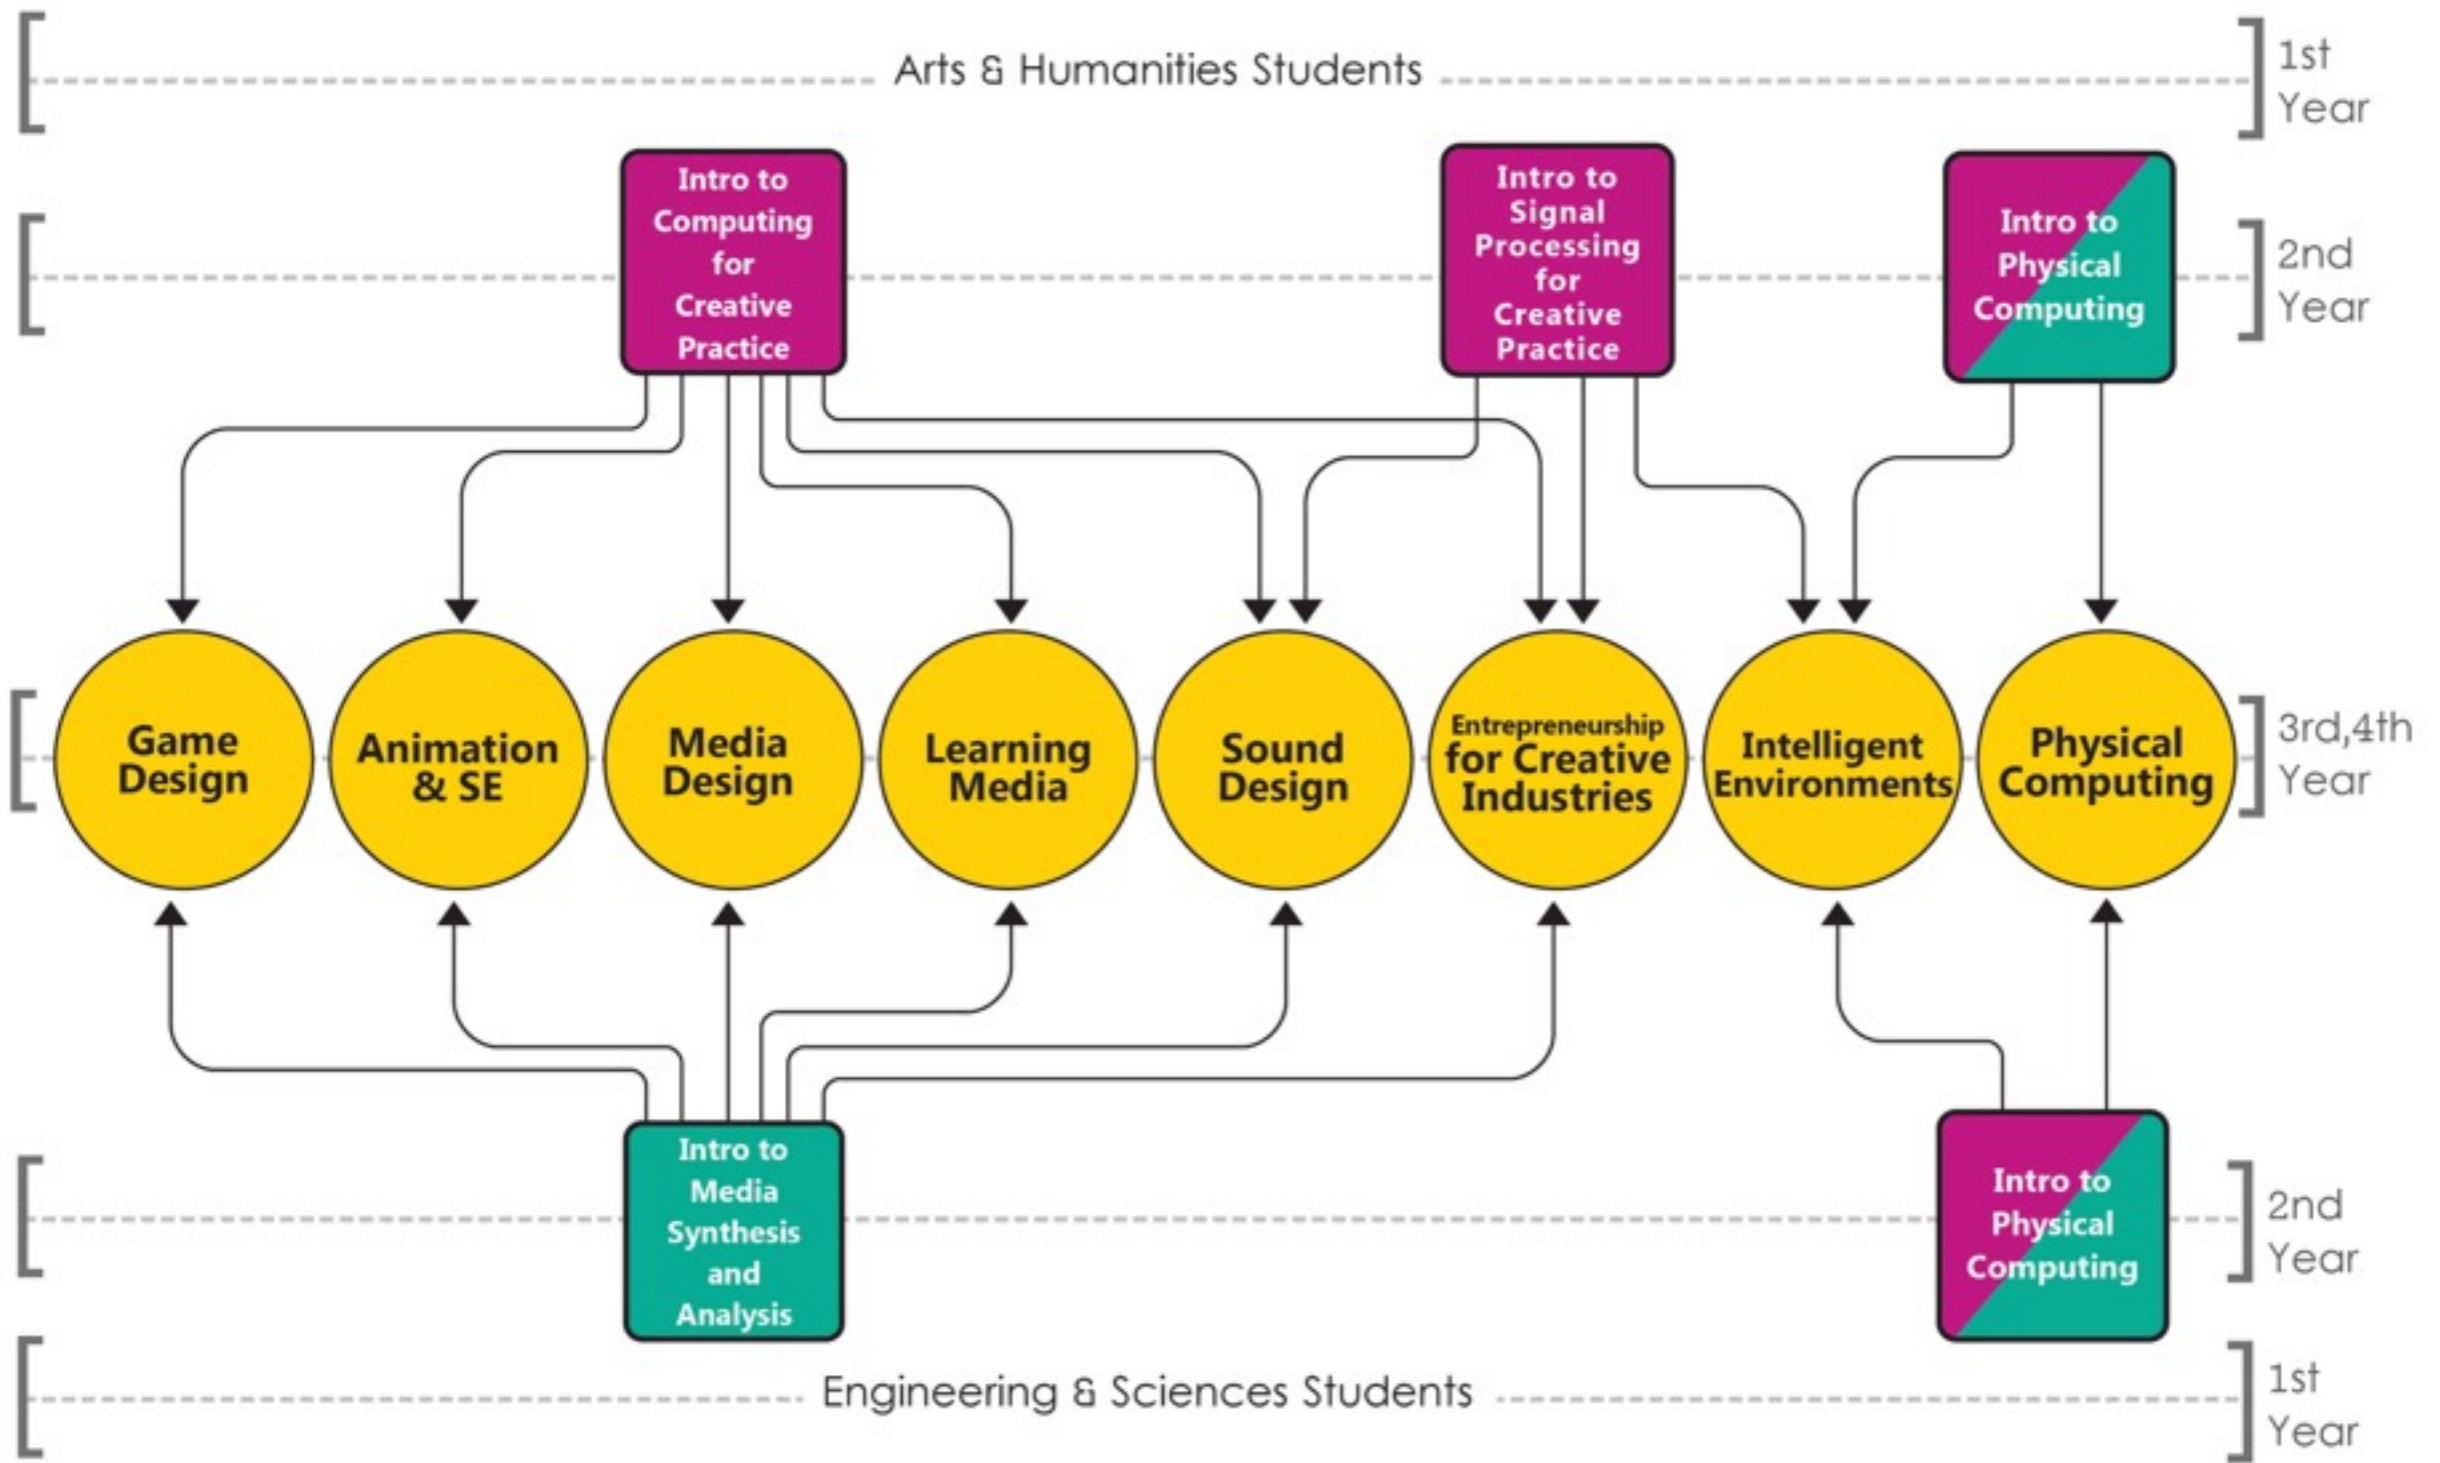 Arts & Humanities Students
1st
Year
Intro to
Computing
for
Creative
Practice
Intro to
Signal
Processing
for
Creative
Practice
Intro to
Physical
Computing
2nd
Year
Game
Design
Animation
& SE
Media
Design
Learning
Media
Sound
Design
Entrepreneurship
for Creative
Industries
Intelligent
Environments
Physical
Computing
3rd,4th
Year
Intro to
Media
Synthesis
and
Analysis
Intro to
Physical
Computing
2nd
Year
Engineering & Sciences Students
1st
Year